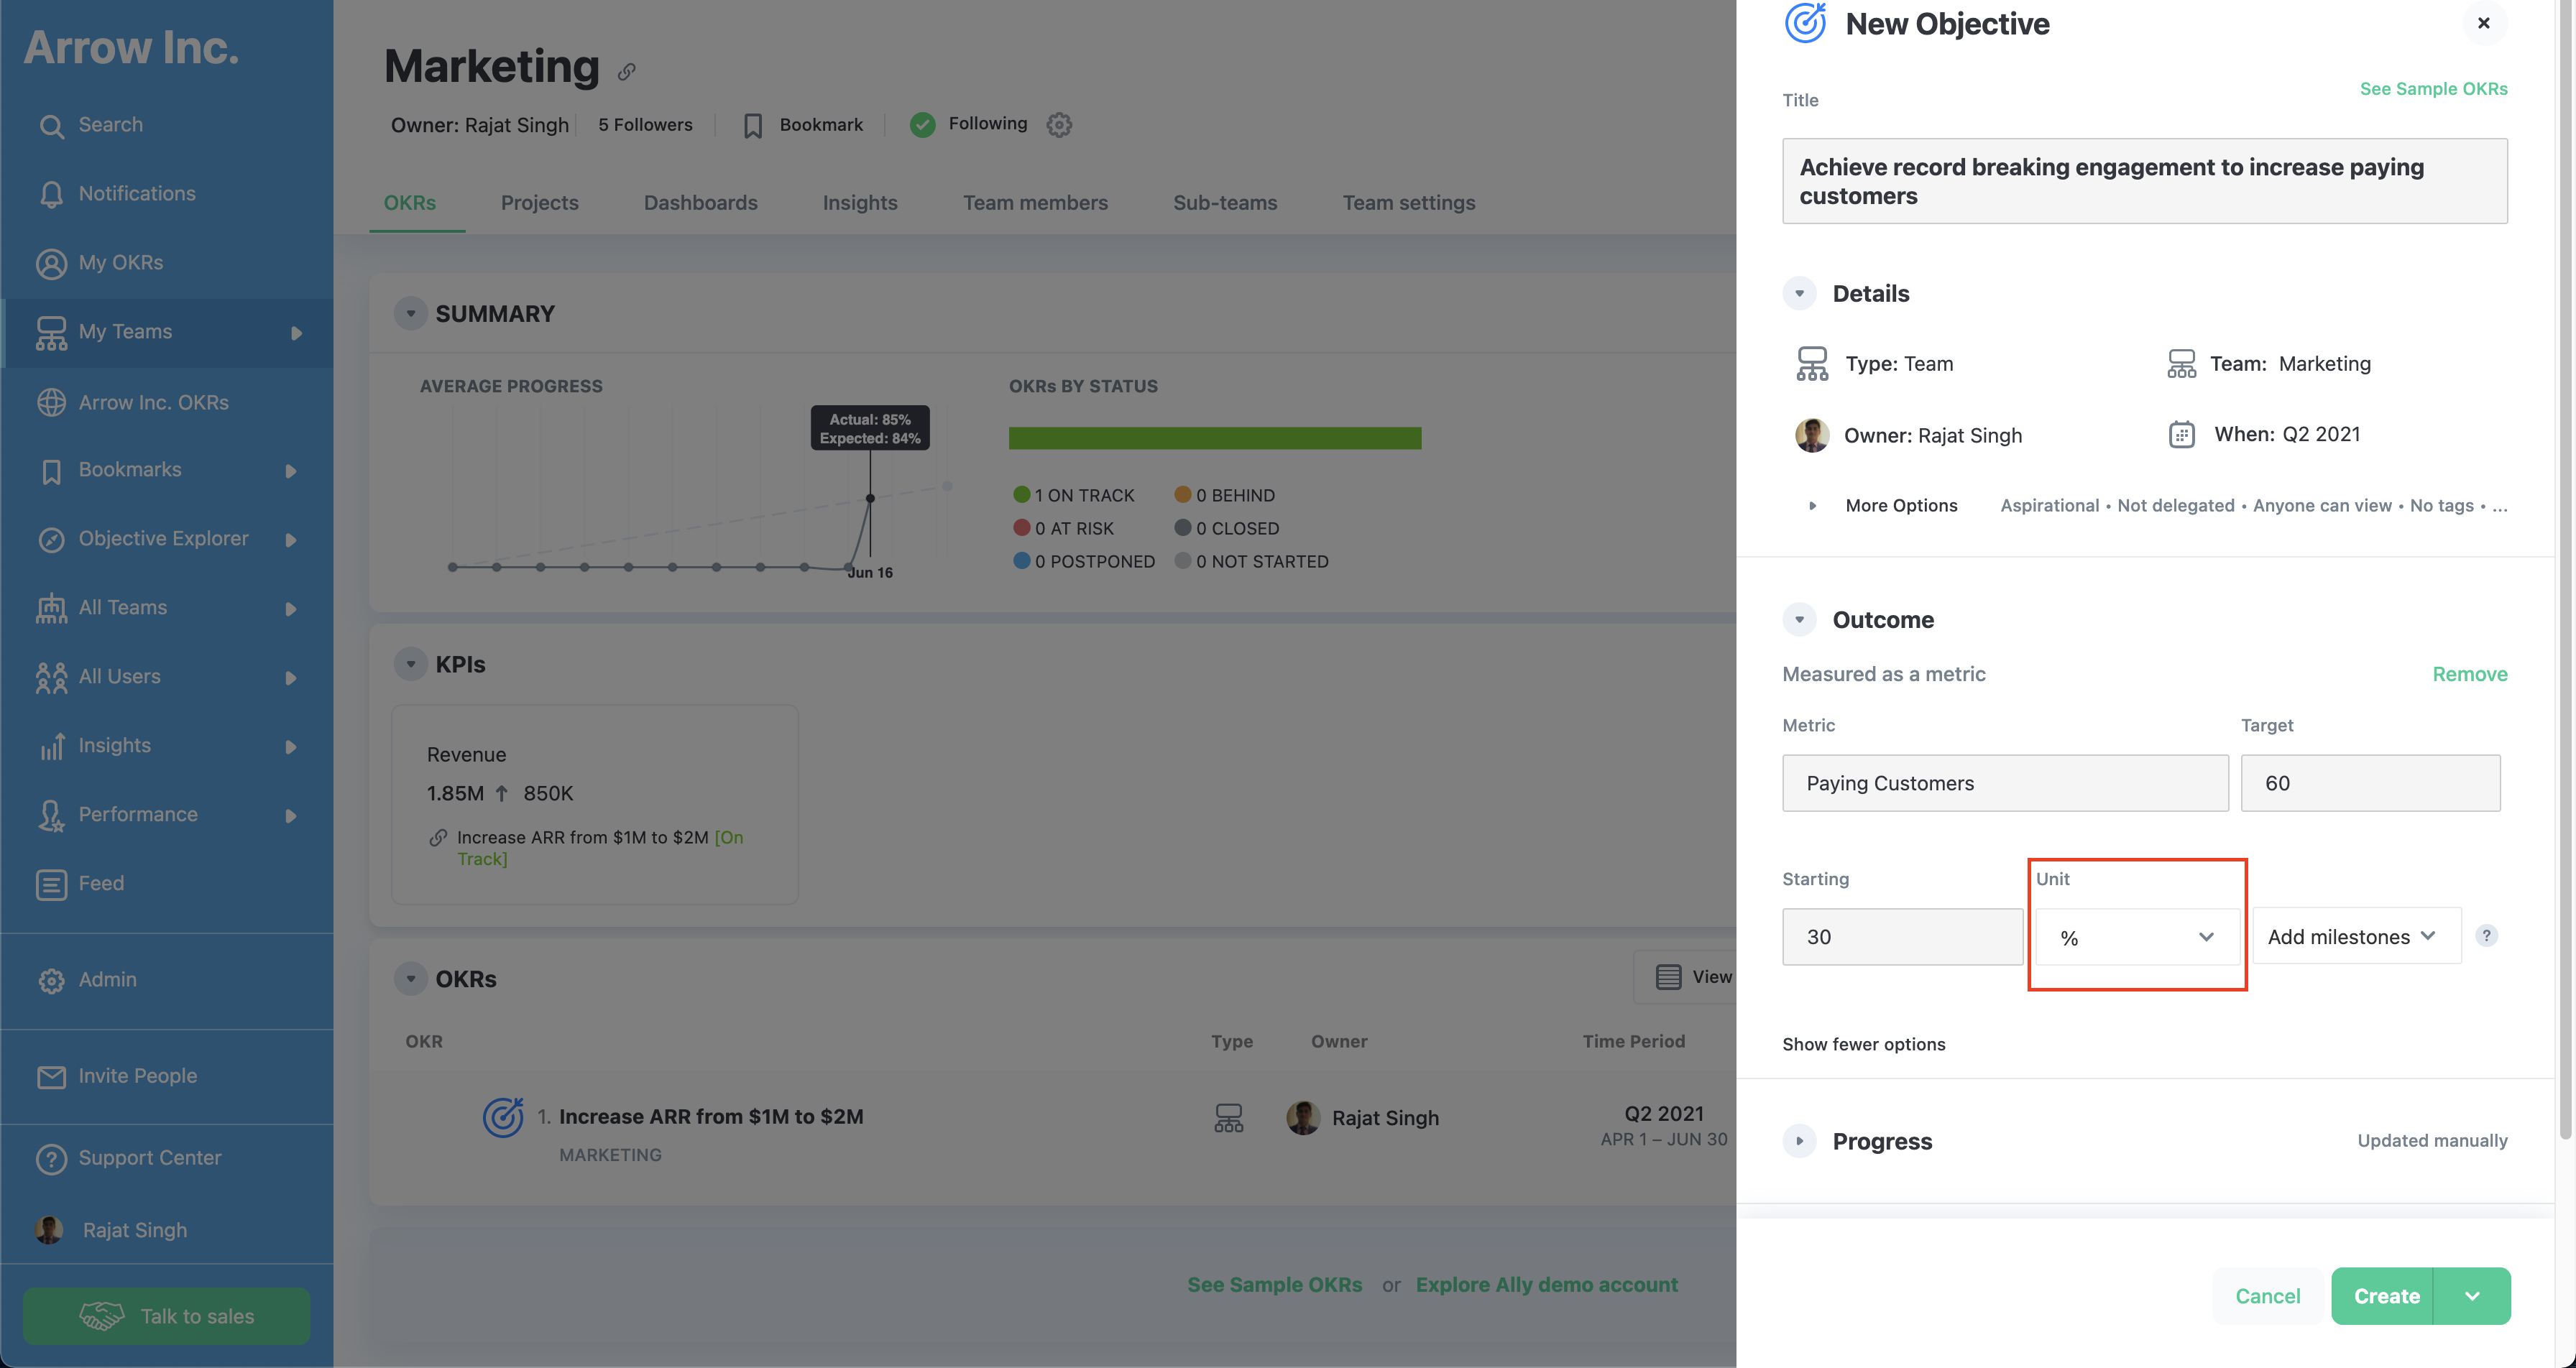 Arrow Inc.
Search
Notifications
My OKRs
My Teams
Arrow Inc. OKRs
Bookmarks
Objective Explorer
All Teams
All Users
Insights
Performance
Feed
Admin
Invite People
Support Center
Rajat Singh
Talk to sales
Marketing
Owner: Rajat Singh 5 Followers Bookmark Following
OKRs Projects Dashboards Insights Team members Sub-teams Team settings
SUMMARY
AVERAGE PROGRESS
Actual: 85%
Expected: 84%
Jun 16
OKRs BY STATUS
1 ON TRACK 0 BEHIND
0 AT RISK 0 CLOSED
0 POSTPONED 0 NOT STARTED
KPIs
Revenue
1.85M 850K
Increase ARR from $1M to $2M [On
Track]
OKRs
View
OKR Type Owner Time Period
1. Increase ARR from $1M to $2M Rajat Singh Q2 2021
MARKETING APR 1 – JUN 30
See Sample OKRs or Explore Ally demo account
New Objective
See Sample OKRs
Title
Achieve record breaking engagement to increase paying
customers
Details
Type: Team Team: Marketing
Owner: Rajat Singh When: Q2 2021
More Options Aspirational • Not delegated • Anyone can view • No tags • ...
Outcome
Measured as a metric Remove
Metric Target
Paying Customers 60
Starting Unit
30 % Add milestones ?
Show fewer options
Progress Updated manually
Cancel Create